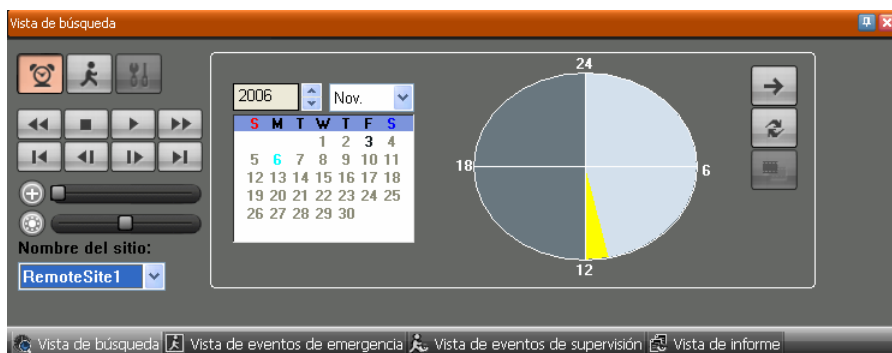 Vista de búsqueda
24
2006 Nov.
S M T W T F S
1 2 3 4
5 6 7 8 9 10 11
12 13 14 15 16 17 18
19 20 21 22 23 24 25
26 27 28 29 30
18
6
12
Nombre del sitio:
RemoteSite1
Vista de búsqueda Vista de eventos de emergencia Vista de eventos de supervisión Vista de informe